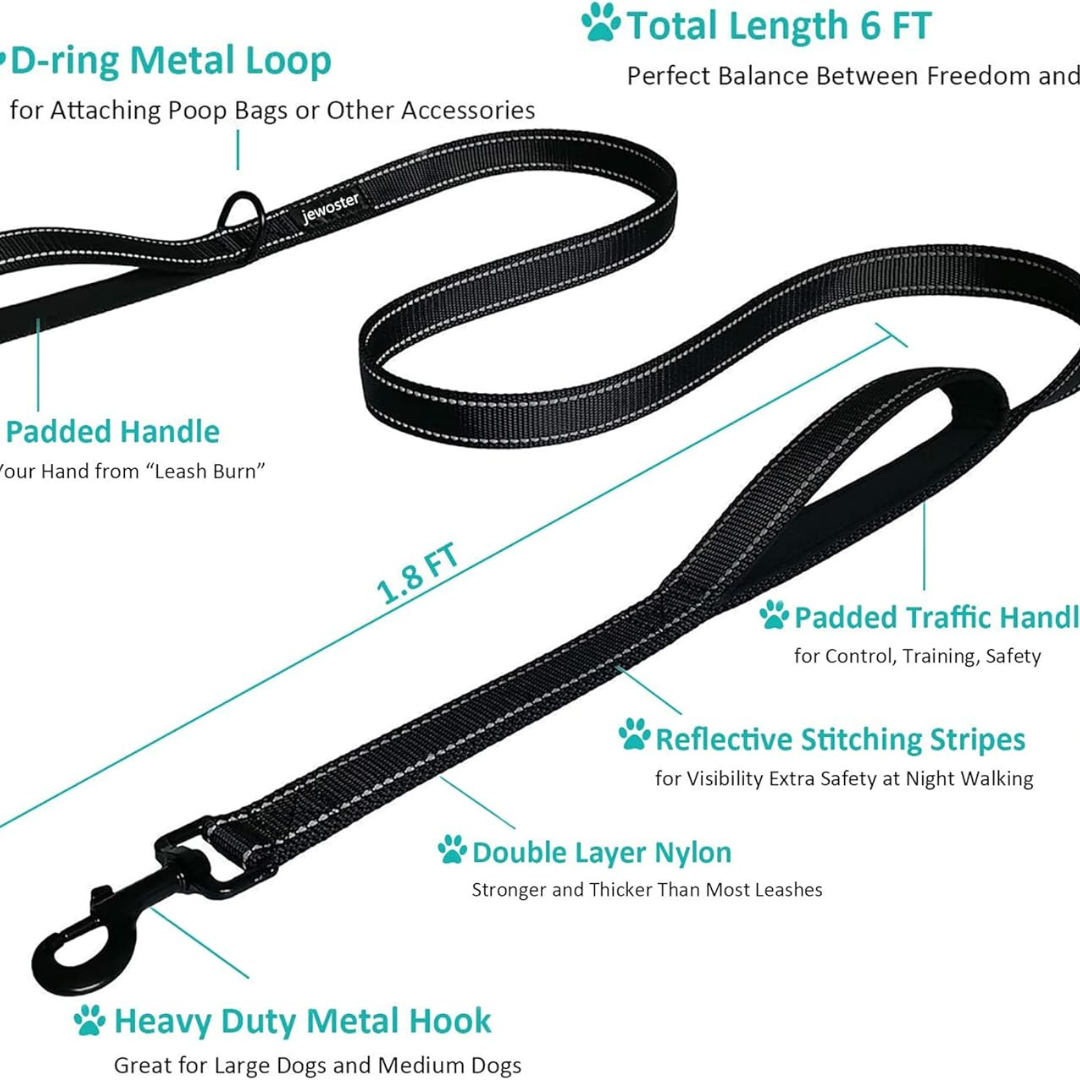 D-ring Metal Loop
for Attaching Poop Bags or Other Accessories
Total Length 6 FT
Perfect Balance Between Freedom and
jewoster
Padded Handle
Your Hand from “Leash Burn”
1.8 FT
Padded Traffic Handl
for Control, Training, Safety
Reflective Stitching Stripes
for Visibility Extra Safety at Night Walking
Double Layer Nylon
Stronger and Thicker Than Most Leashes
Heavy Duty Metal Hook
Great for Large Dogs and Medium Dogs